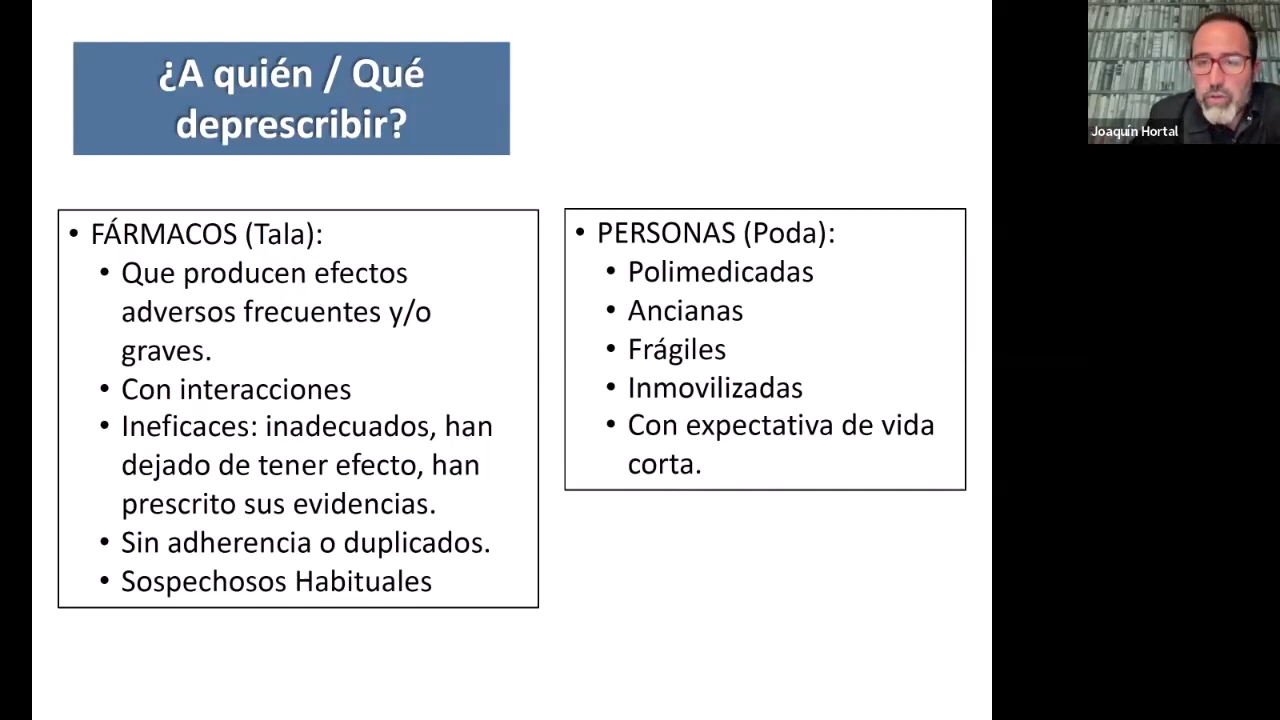 ¿A quién / Qué
deprescribir?
• FÁRMACOS (Tala):
• Que producen efectos
adversos frecuentes y/o
graves.
• Con interacciones
• Ineficaces: inadecuados, han
dejado de tener efecto, han
prescrito sus evidencias.
• Sin adherencia o duplicados.
• Sospechosos Habituales
• PERSONAS (Poda):
• Polimedicadas
• Ancianas
• Frágiles
• Inmovilizadas
• Con expectativa de vida
corta.
Joaquín Hortal